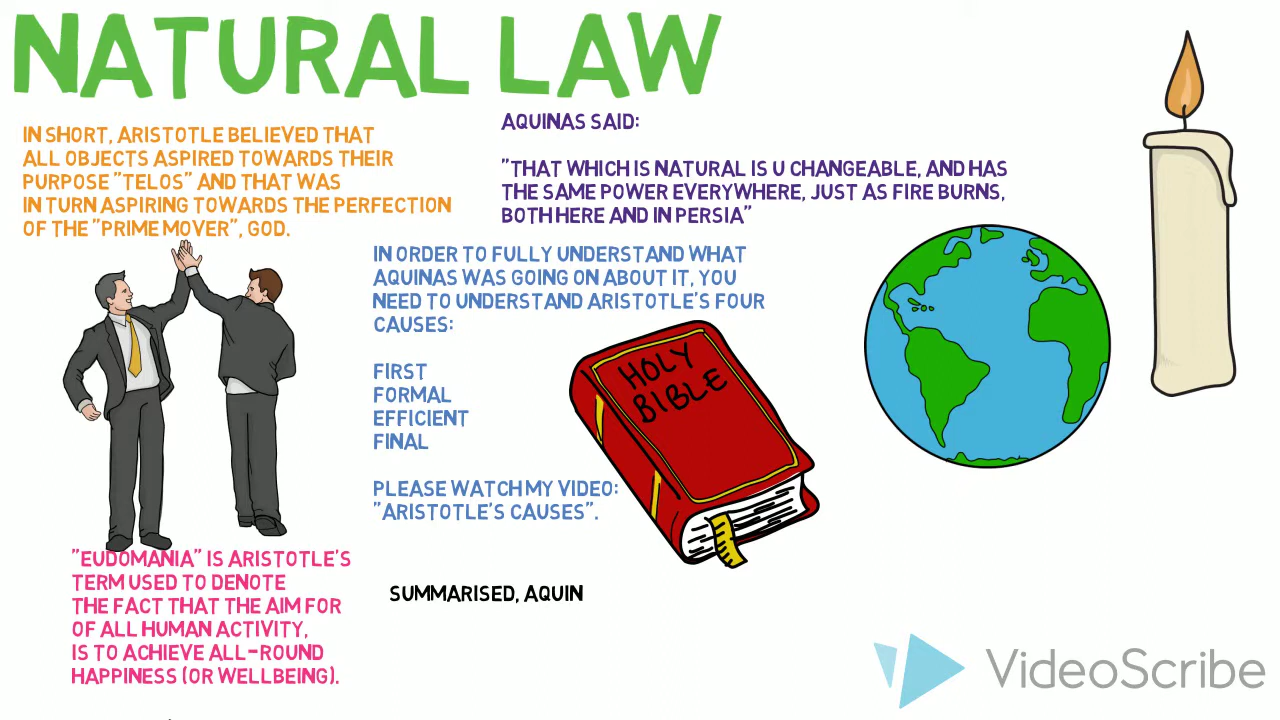 NATURAL LAW
IN SHORT, ARISTOTLE BELIEVED THAT
ALL OBJECTS ASPIRED TOWARDS THEIR
PURPOSE "TELOS" AND THAT WAS
IN TURN ASPIRING TOWARDS THE PERFECTION
OF THE "PRIME MOVER", GOD.
AQUINAS SAID:
"THAT WHICH IS NATURAL IS U CHANGEABLE, AND HAS
THE SAME POWER EVERYWHERE, JUST AS FIRE BURNS,
BOTH HERE AND IN PERSIA"
IN ORDER TO FULLY UNDERSTAND WHAT
AQUINAS WAS GOING ON ABOUT IT, YOU
NEED TO UNDERSTAND ARISTOTLE'S FOUR
CAUSES:
FIRST
FORMAL
EFFICIENT
FINAL
PLEASE WATCH MY VIDEO:
"ARISTOTLE'S CAUSES".
HOLY
BIBLE
"EUDOMANIA" IS ARISTOTLE'S
TERM USED TO DENOTE
THE FACT THAT THE AIM FOR
OF ALL HUMAN ACTIVITY,
IS TO ACHIEVE ALL-ROUND
HAPPINESS (OR WELLBEING).
SUMMARISED, AQUIN
VideoScribe